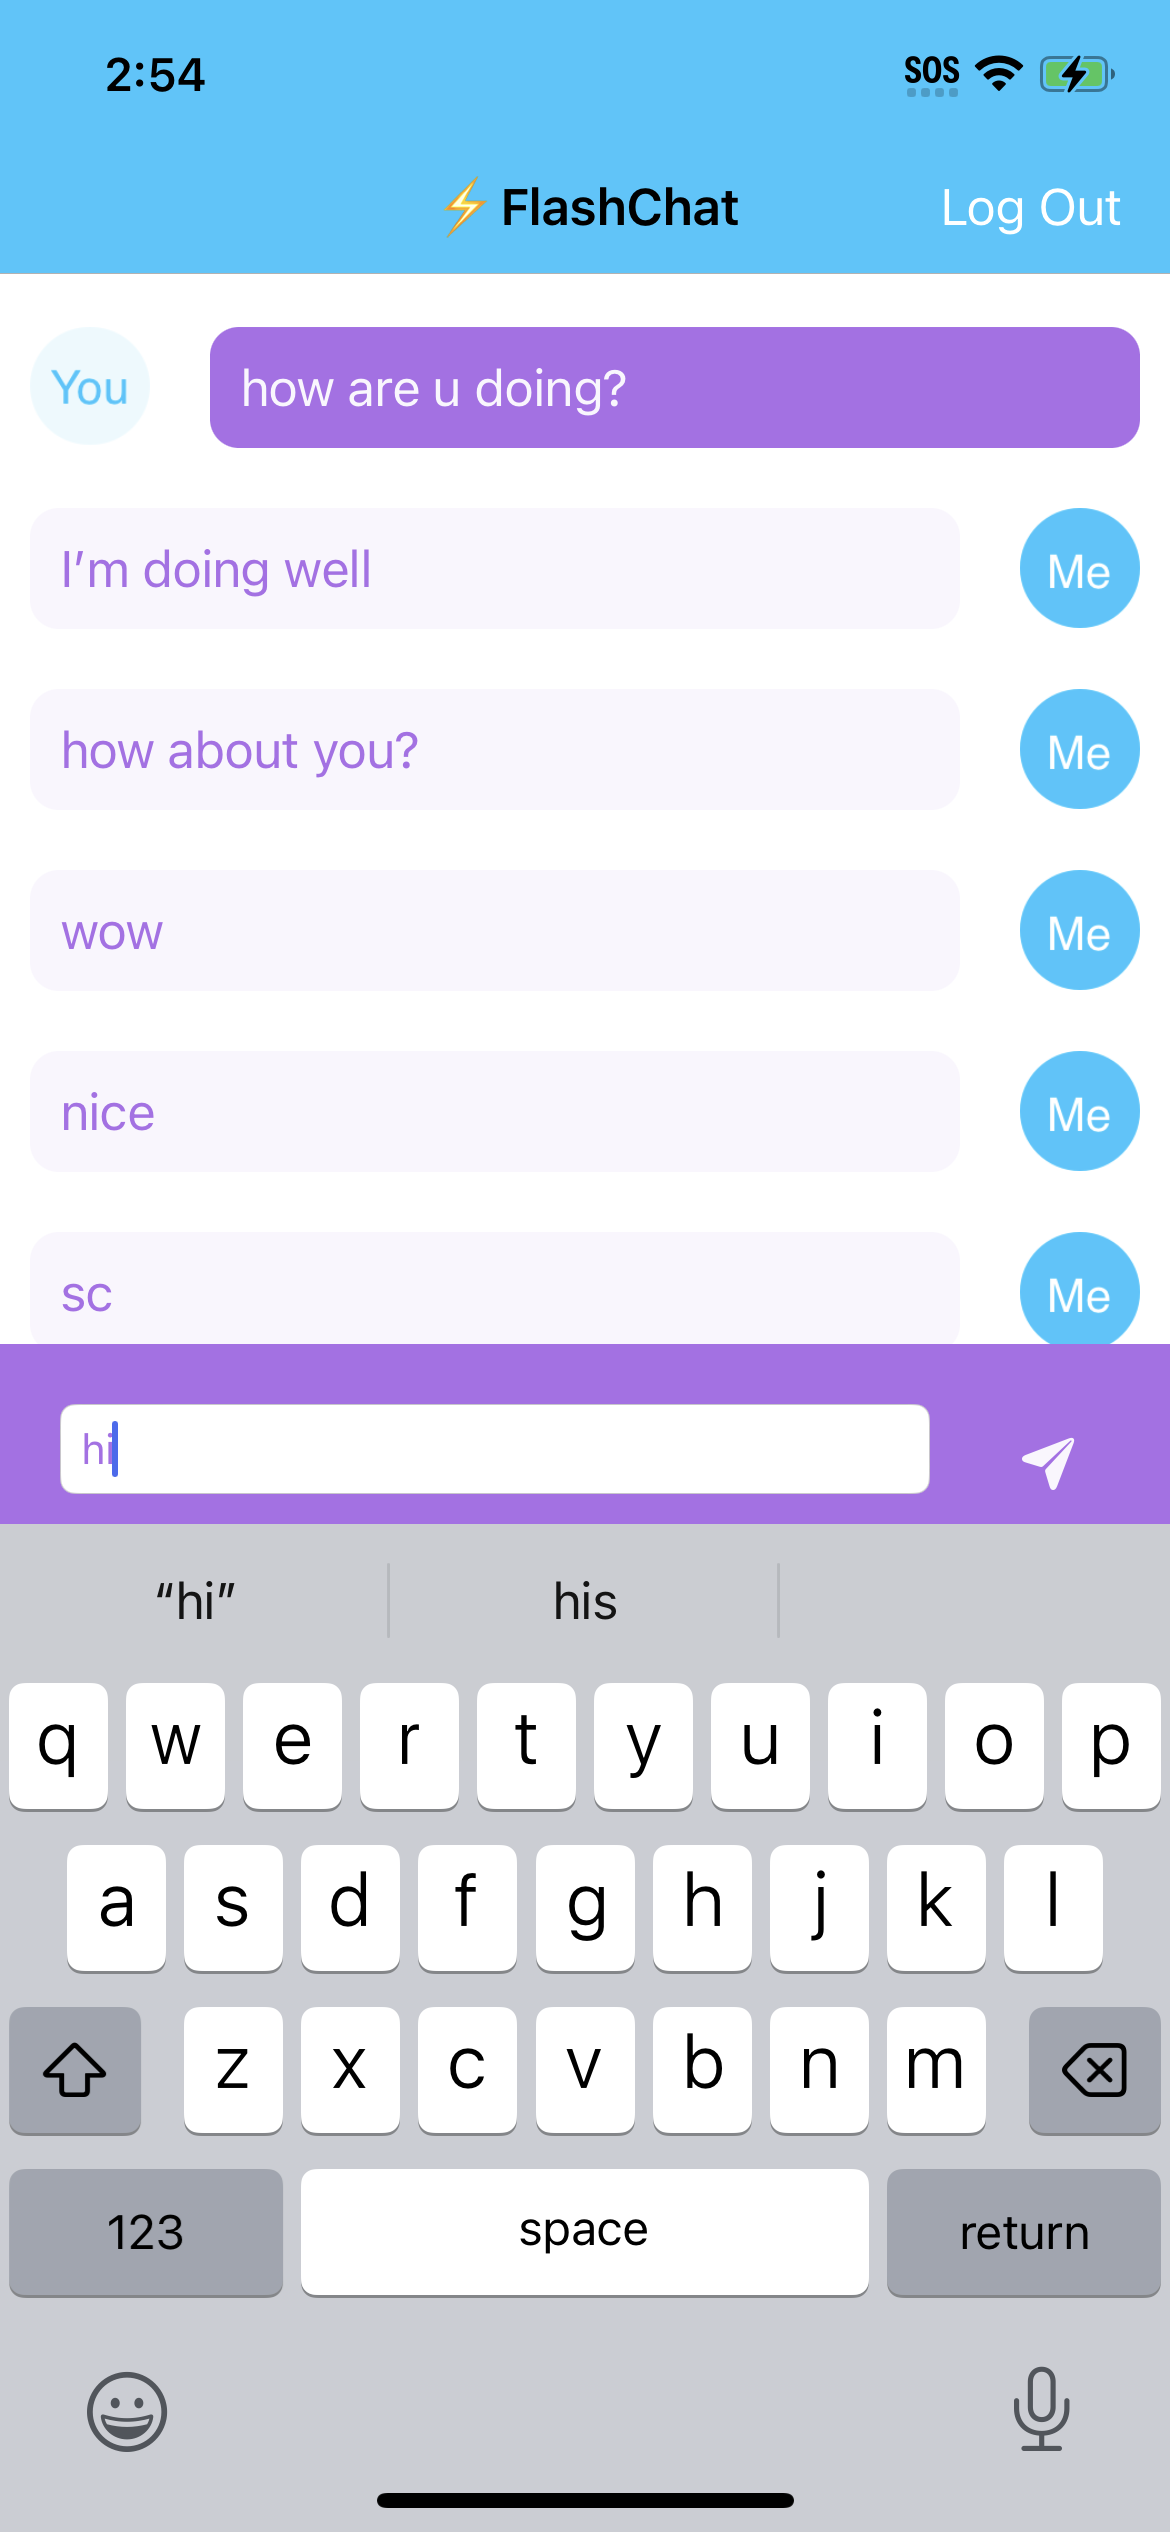 2:54 SOS
⚡FlashChat Log Out
You how are u doing?
I’m doing well Me
how about you? Me
wow Me
nice Me
sc Me
hi
“hi” his
q w e r t y u i o p
a s d f g h j k l
z x c v b n m
123 space return